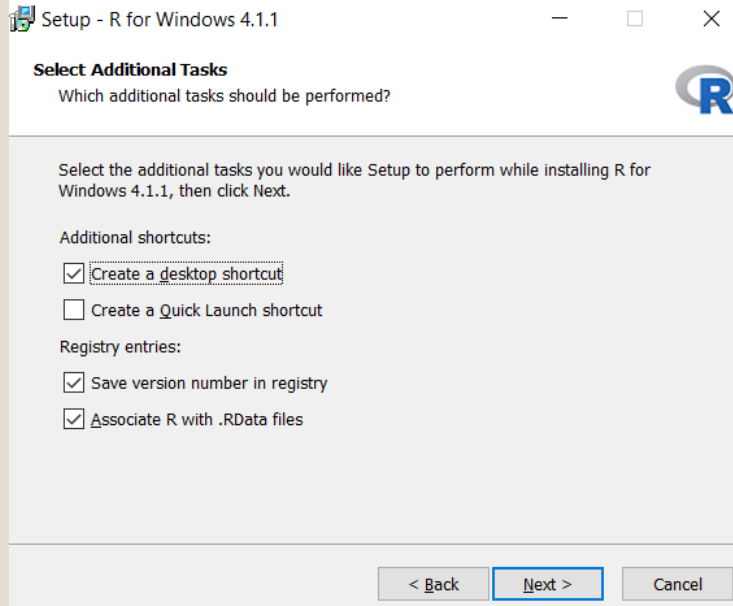 Setup - R for Windows 4.1.1
Select Additional Tasks
Which additional tasks should be performed?
R
Select the additional tasks you would like Setup to perform while installing R for
Windows 4.1.1, then click Next.
Additional shortcuts:
Create a desktop shortcut
Create a Quick Launch shortcut
Registry entries:
Save version number in registry
Associate R with .RData files
< Back Next > Cancel